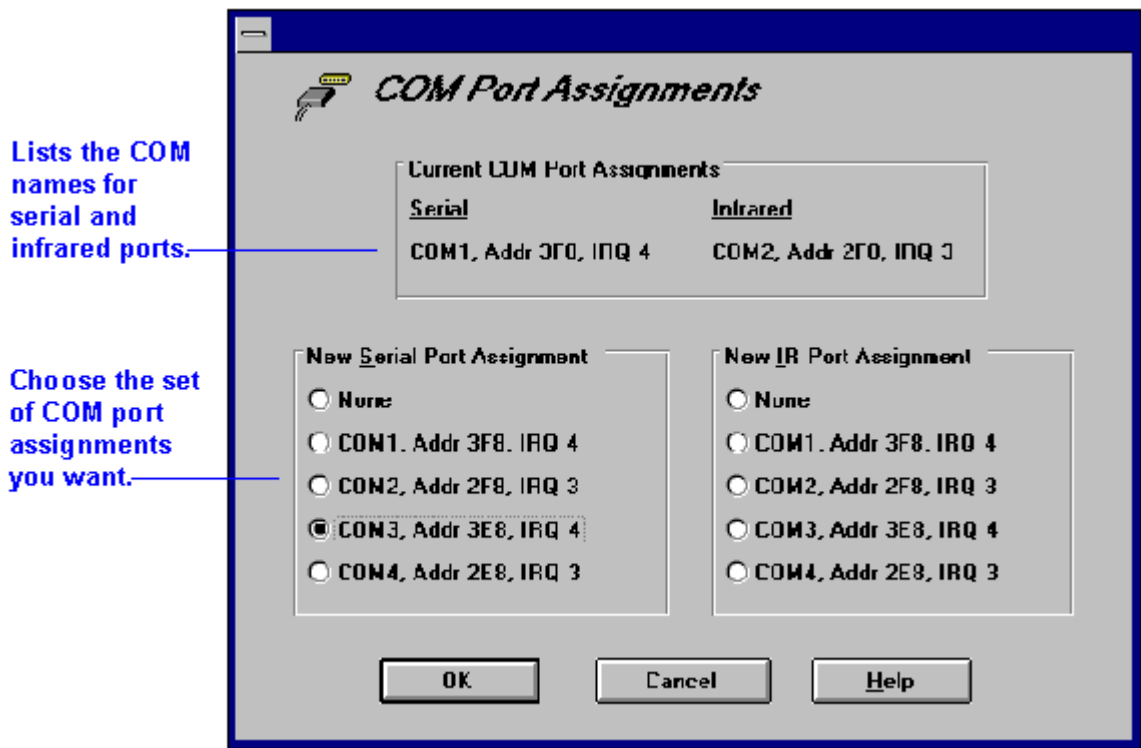 COM Port Assignments
Lists the COM
names for
serial and
infrared ports.
Current COM Port Assignments
Serial Infrared
COM1, Addr 3F8, IRQ 4 COM2, Addr 2F8, IRQ 3
Choose the set
of COM port
assignments
you want.
New Serial Port Assignment
None
COM1, Addr 3F8, IRQ 4
COM2, Addr 2F8, IRQ 3
COM3, Addr 3E8, IRQ 4
COM4, Addr 2E8, IRQ 3
New IR Port Assignment
None
COM1, Addr 3F8, IRQ 4
COM2, Addr 2F8, IRQ 3
COM3, Addr 3E8, IRQ 4
COM4, Addr 2E8, IRQ 3
OK Cancel Help